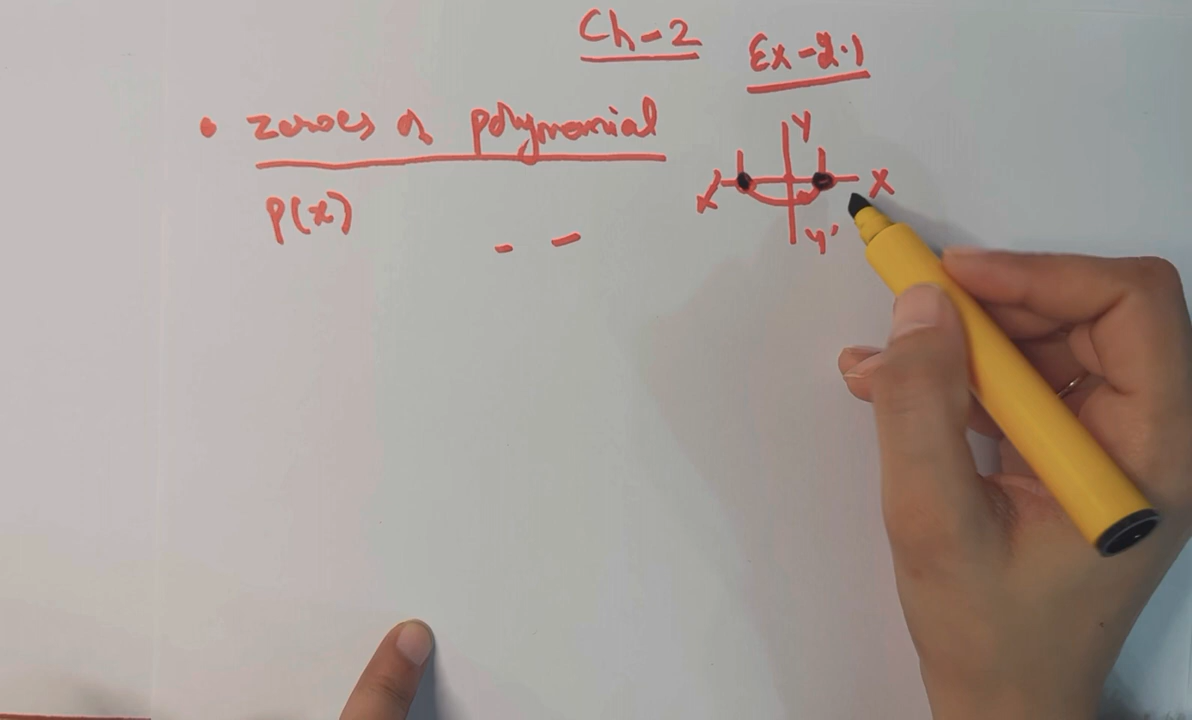 Ch-2
Ex-2.1
• zeroes of polynomial
P(x)
Y
X' X
Y'